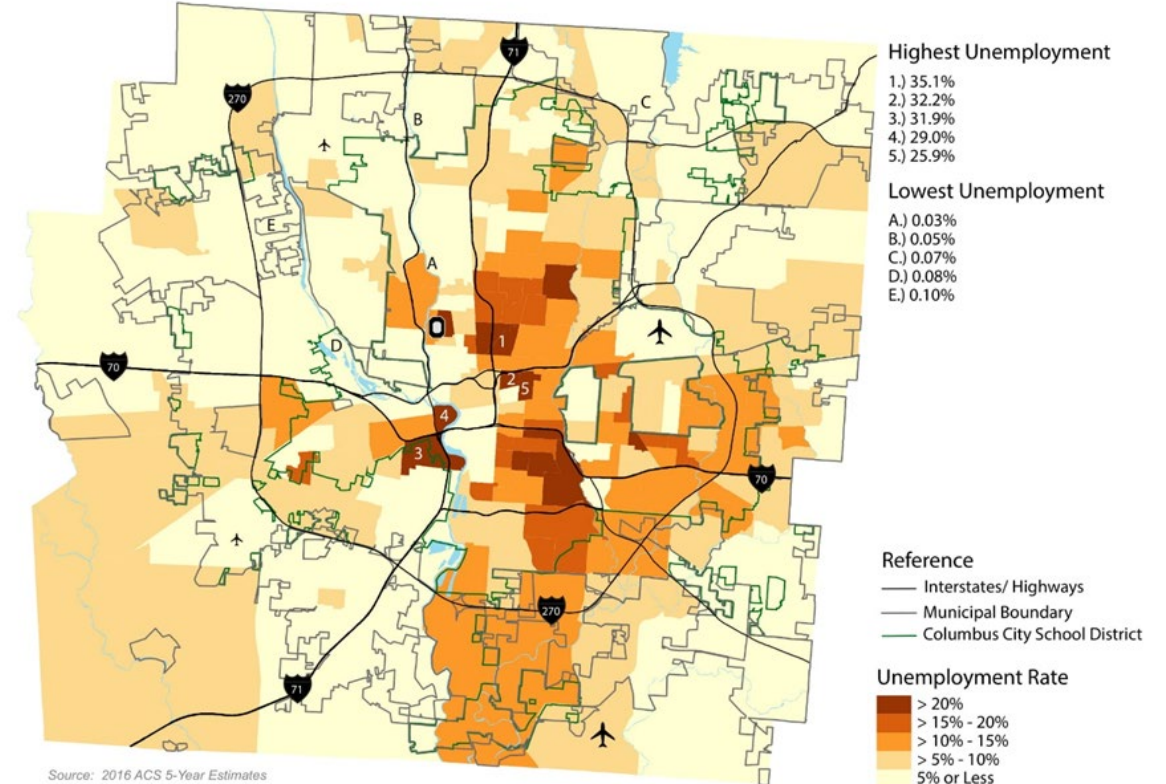 71
Highest Unemployment
1.) 35.1%
2.) 32.2%
3.) 31.9%
4.) 29.0%
5.) 25.9%
Lowest Unemployment
A.) 0.03%
B.) 0.05%
C.) 0.07%
D.) 0.08%
E.) 0.10%
270
C
B
E
A
1
D
70
2
5
4
3
70
270
71
Reference
Interstates/ Highways
Municipal Boundary
Columbus City School District
Unemployment Rate
> 20%
> 15% - 20%
> 10% - 15%
> 5% - 10%
5% or Less
Source: 2016 ACS 5-Year Estimates